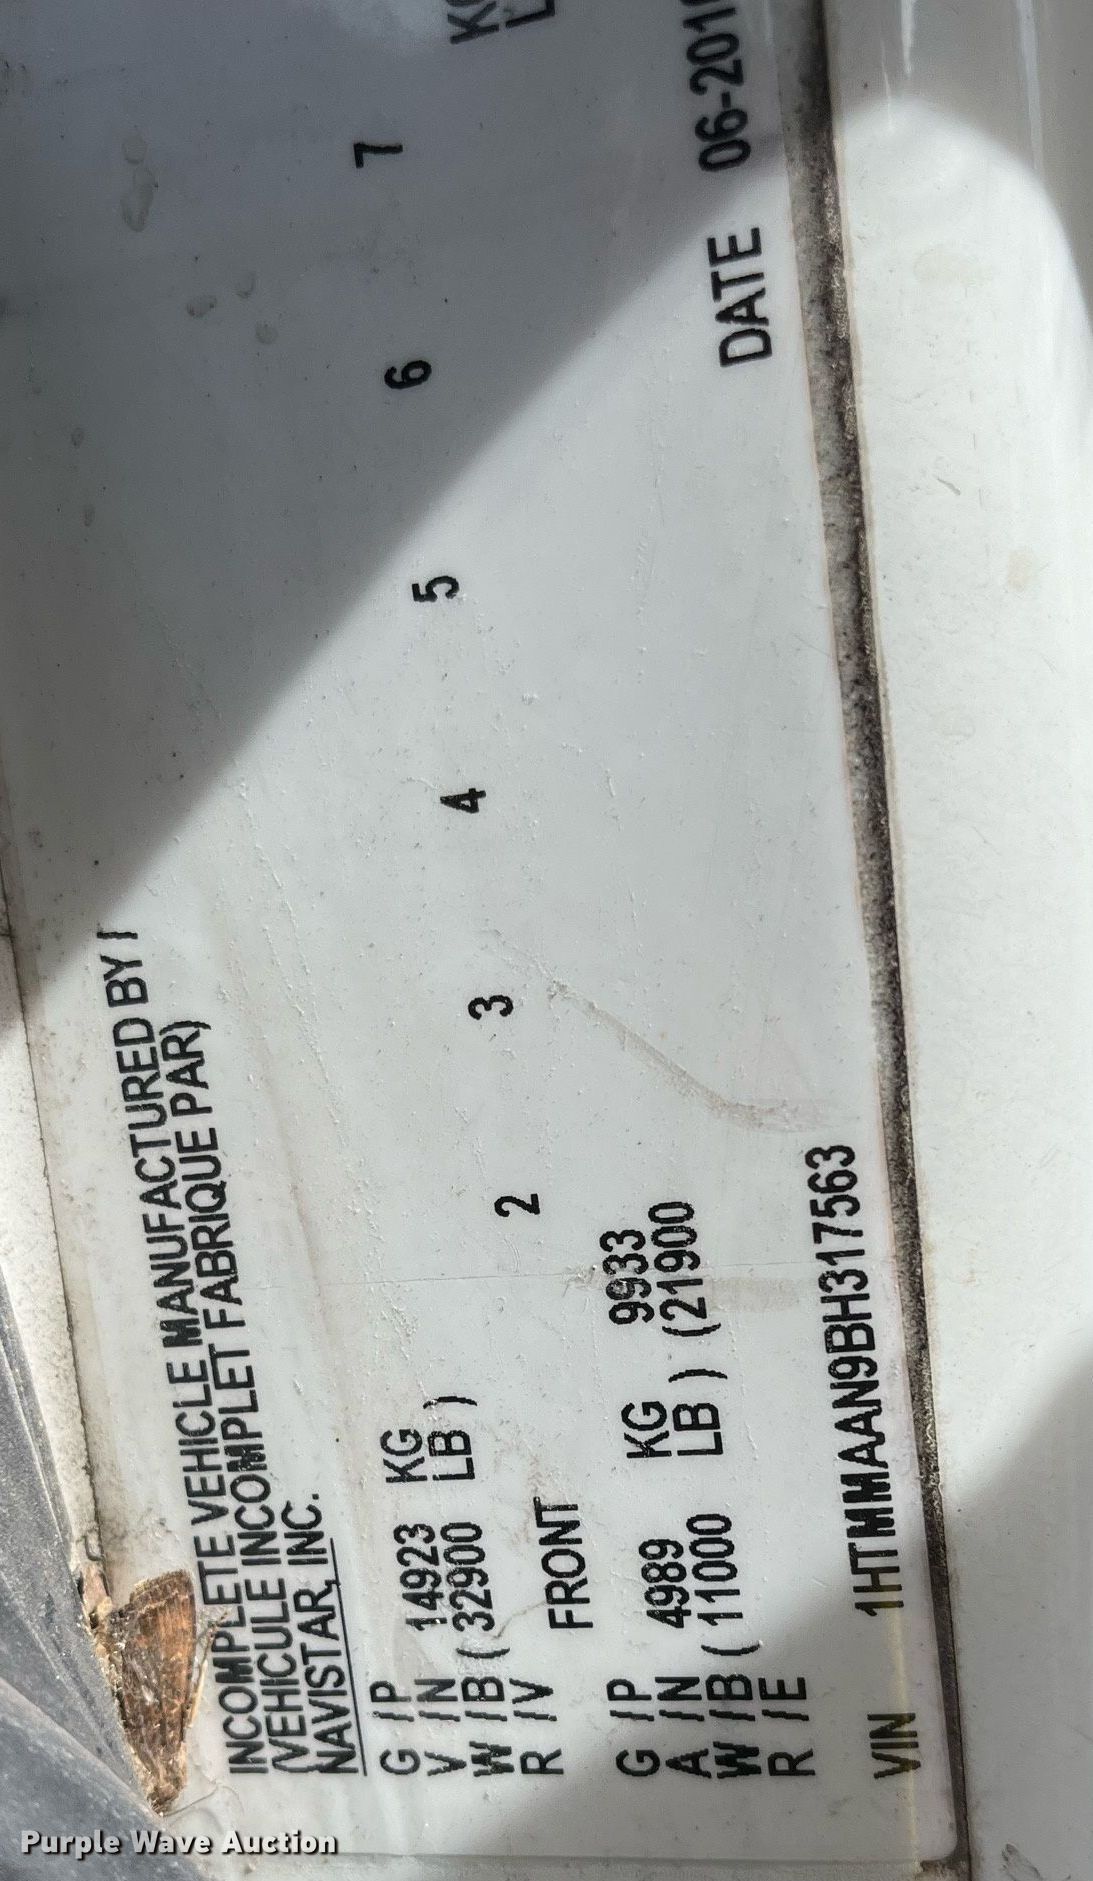 INCOMPLETE VEHICLE MANUFACTURED BY
(VEHICULE INCOMPLET FABRIQUE PAR)
NAVISTAR, INC.
G /P 14923 KG
V /N
W /B ( 32900 LB )
R /V
FRONT 2 3 4 5 6 7
G /P
A /N 4989 KG 9933
W /B ( 11000 LB ) (21900
R /E
DATE 06-201
VIN 1HTMMAAN9BH317563
Purple Wave Auction